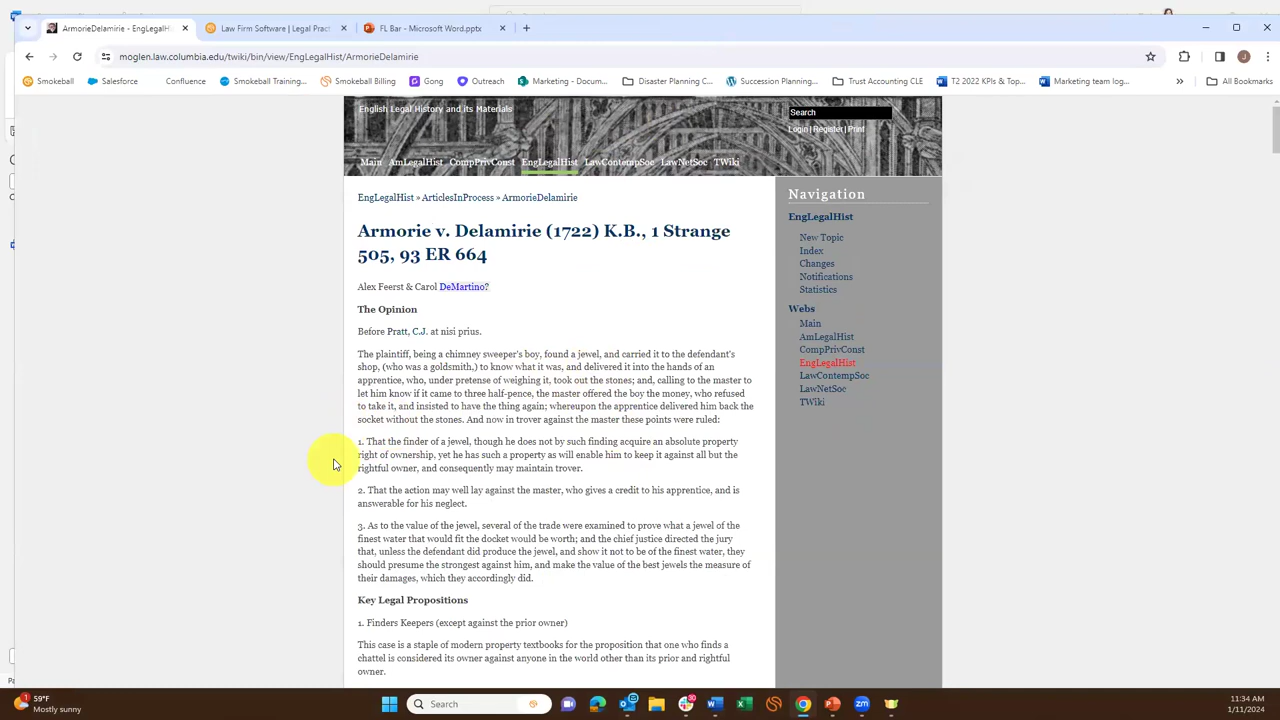 ArmorieDelamirie - EngLegalHi
Law Firm Software | Legal Pract
FL Bar - Microsoft Word.pptx
moglen.law.columbia.edu/twiki/bin/view/EngLegalHist/ArmorieDelamirie
J
Smokeball
Salesforce
Confluence
Smokeball Training...
Smokeball Billing
Gong
Outreach
Marketing - Docum...
Disaster Planning C...
Succession Planning...
Trust Accounting CLE
T2 2022 KPIs & Top...
Marketing team log...
»
All Bookmarks
English Legal History and its Materials
Search
Login | Register | Print
Main AmLegalHist CompPrivConst EngLegalHist LawContempSoc LawNetSoc TWiki
EngLegalHist » ArticlesInProcess » ArmorieDelamirie
Armorie v. Delamirie (1722) K.B., 1 Strange
505, 93 ER 664
Alex Feerst & Carol DeMartino?
The Opinion
Before Pratt, C.J. at nisi prius.
The plaintiff, being a chimney sweeper's boy, found a jewel, and carried it to the defendant's
shop, (who was a goldsmith,) to know what it was, and delivered it into the hands of an
apprentice, who, under pretense of weighing it, took out the stones; and, calling to the master to
let him know if it came to three half-pence, the master offered the boy the money, who refused
to take it, and insisted to have the thing again; whereupon the apprentice delivered him back the
socket without the stones. And now in trover against the master these points were ruled:
1. That the finder of a jewel, though he does not by such finding acquire an absolute property
right of ownership, yet he has such a property as will enable him to keep it against all but the
rightful owner, and consequently may maintain trover.
2. That the action may well lay against the master, who gives a credit to his apprentice, and is
answerable for his neglect.
3. As to the value of the jewel, several of the trade were examined to prove what a jewel of the
finest water that would fit the docket would be worth; and the chief justice directed the jury
that, unless the defendant did produce the jewel, and show it not to be of the finest water, they
should presume the strongest against him, and make the value of the best jewels the measure of
their damages, which they accordingly did.
Key Legal Propositions
1. Finders Keepers (except against the prior owner)
This case is a staple of modern property textbooks for the proposition that one who finds a
chattel is considered its owner against anyone in the world other than its prior and rightful
owner.
Navigation
EngLegalHist
New Topic
Index
Changes
Notifications
Statistics
Webs
Main
AmLegalHist
CompPrivConst
EngLegalHist
LawContempSoc
LawNetSoc
TWiki
1
59°F
Mostly sunny
Search
30
11:34 AM
1/11/2024